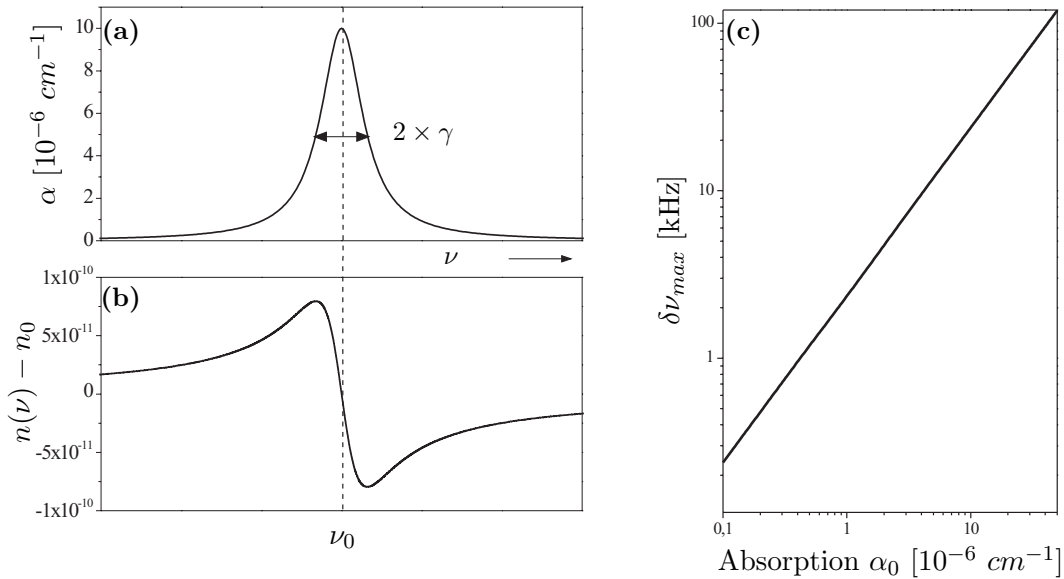 (a)
10
8
6
4
2
0
α [10⁻⁶ cm⁻¹]
2 × γ
ν
(b)
1x10⁻¹⁰
5x10⁻¹¹
0
-5x10⁻¹¹
-1x10⁻¹⁰
n(ν) − n₀
ν₀
(c)
100
10
1
δν_max [kHz]
0,1 1 10
Absorption α₀ [10⁻⁶ cm⁻¹]